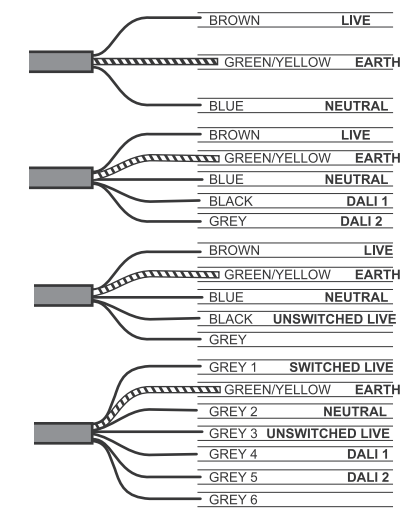 BROWN LIVE
GREEN/YELLOW EARTH
BLUE NEUTRAL
BROWN LIVE
GREEN/YELLOW EARTH
BLUE NEUTRAL
BLACK DALI 1
GREY DALI 2
BROWN LIVE
GREEN/YELLOW EARTH
BLUE NEUTRAL
BLACK UNSWITCHED LIVE
GREY
GREY 1 SWITCHED LIVE
GREEN/YELLOW EARTH
GREY 2 NEUTRAL
GREY 3 UNSWITCHED LIVE
GREY 4 DALI 1
GREY 5 DALI 2
GREY 6